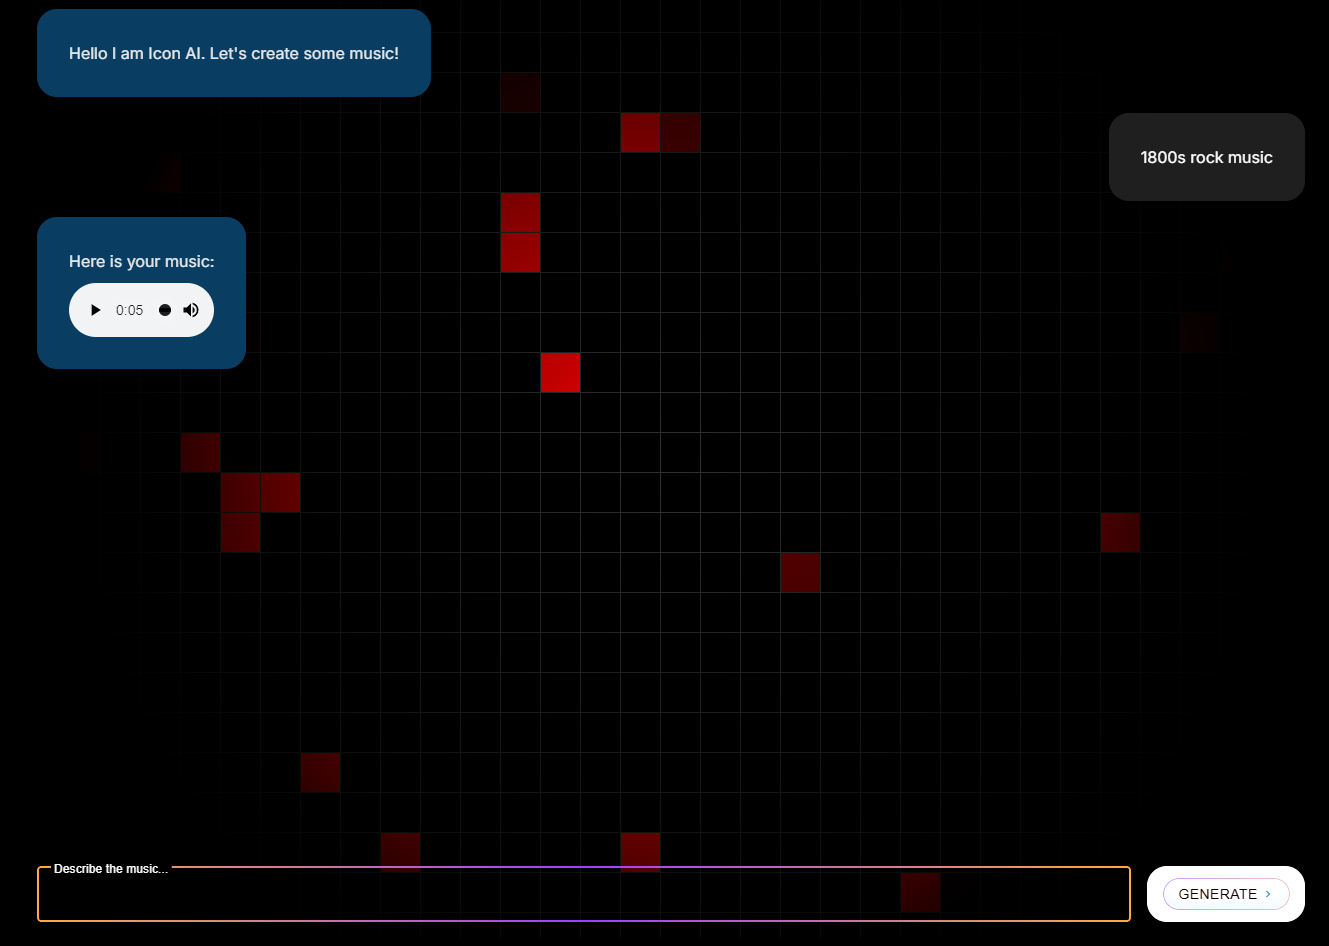 Hello I am Icon AI. Let's create some music!
1800s rock music
Here is your music:
0:05
Describe the music...
GENERATE